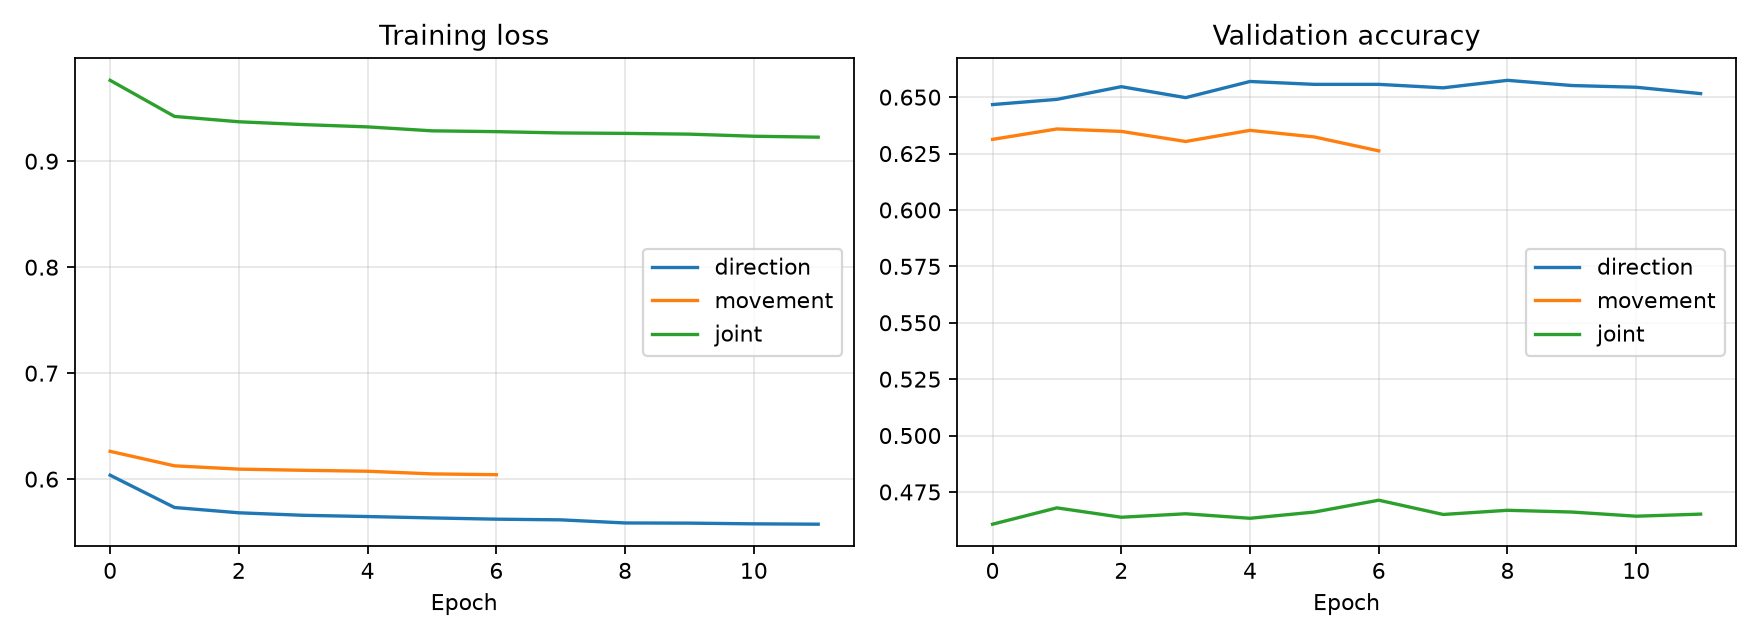 Training loss
0.9
0.8
0.7
0.6
direction
movement
joint
0 2 4 6 8 10
Epoch
Validation accuracy
0.650
0.625
0.600
0.575
0.550
0.525
0.500
0.475
direction
movement
joint
0 2 4 6 8 10
Epoch